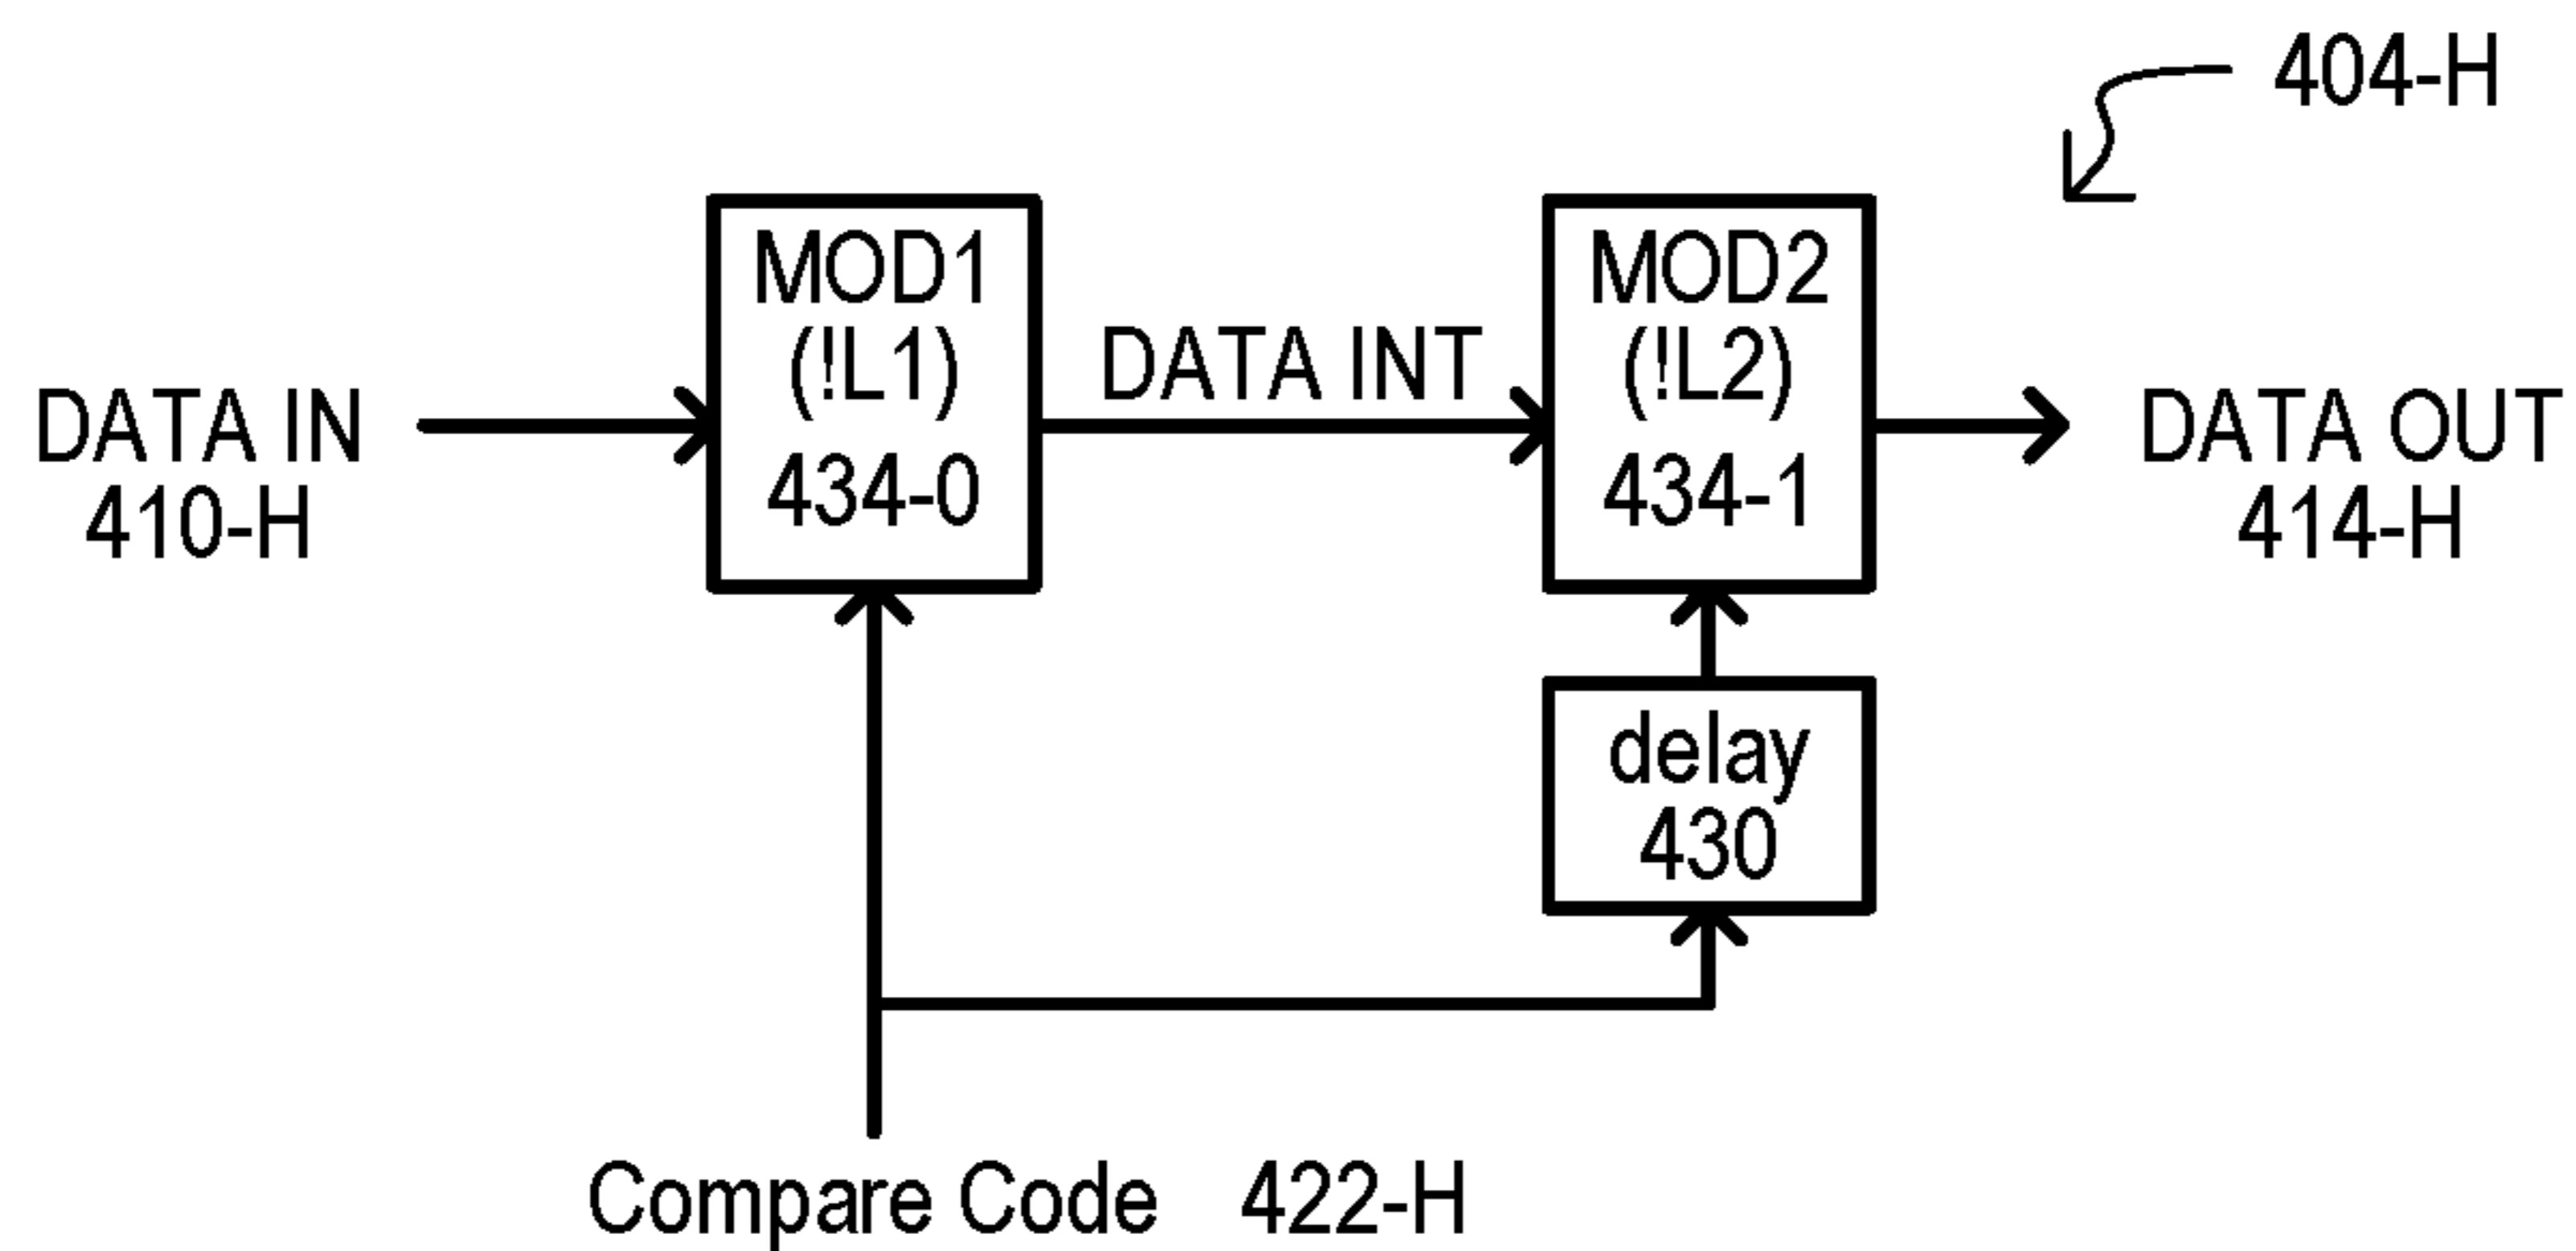 404-H
MOD1
(!L1)
434-0
DATA INT
MOD2
(!L2)
434-1
DATA IN
410-H
DATA OUT
414-H
delay
430
Compare Code 422-H